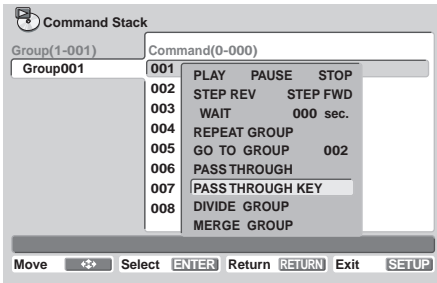 Command Stack
Group(1-001)
Command(0-000)
Group001
001
002
003
004
005
006
007
008
PLAY PAUSE STOP
STEP REV STEP FWD
WAIT 000 sec.
REPEAT GROUP
GO TO GROUP 002
PASS THROUGH
PASS THROUGH KEY
DIVIDE GROUP
MERGE GROUP
Move Select ENTER Return RETURN Exit SETUP